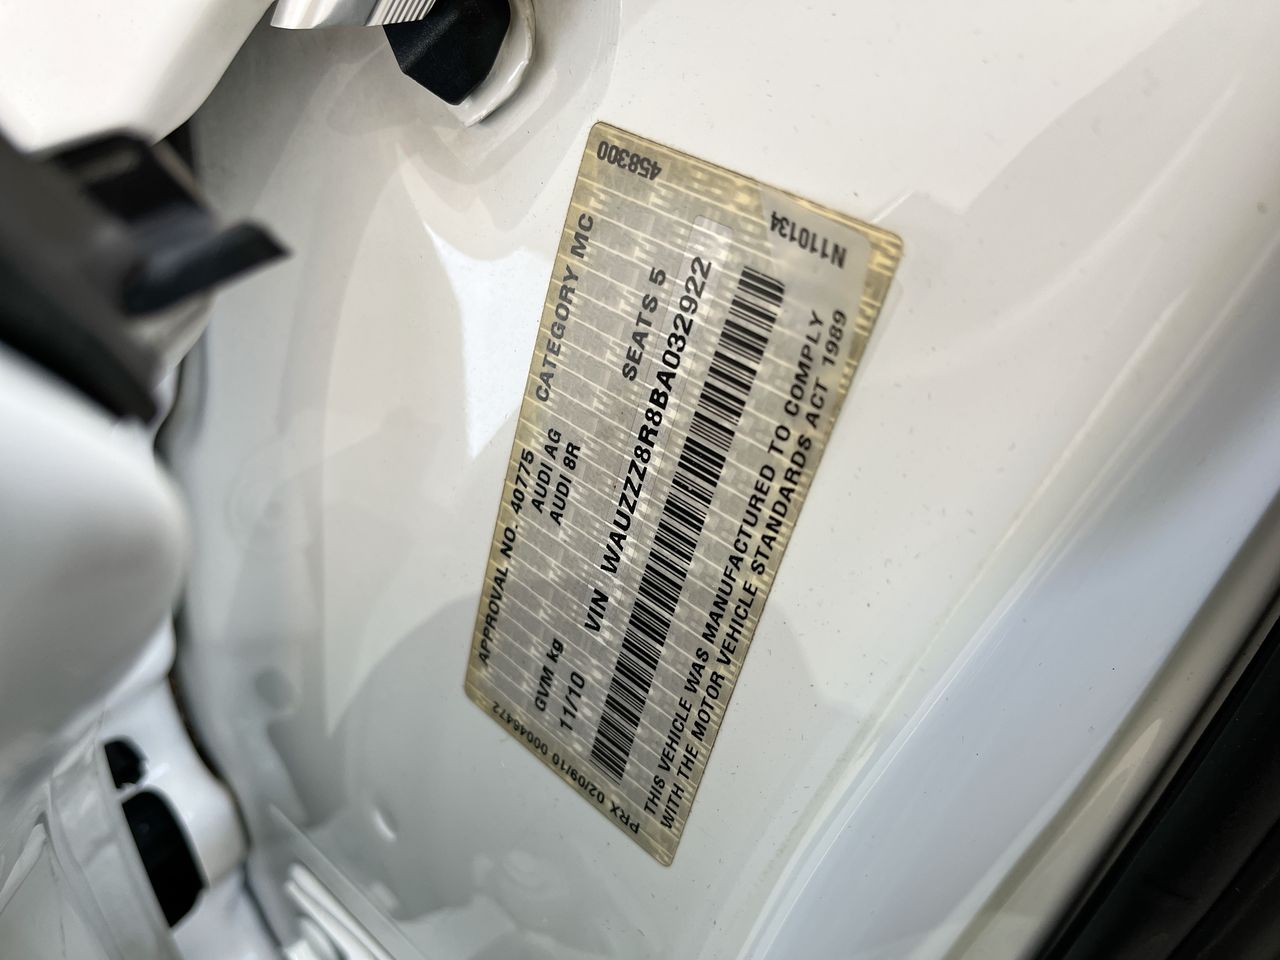 458300
APPROVAL NO. 40775 CATEGORY MC
AUDI AG
AUDI 8R
GVM kg SEATS 5
11/10
VIN WAUZZZ8R8BA032922
THIS VEHICLE WAS MANUFACTURED TO COMPLY
WITH THE MOTOR VEHICLE STANDARDS ACT 1989
PRX 02/09/10 00046472
N110134